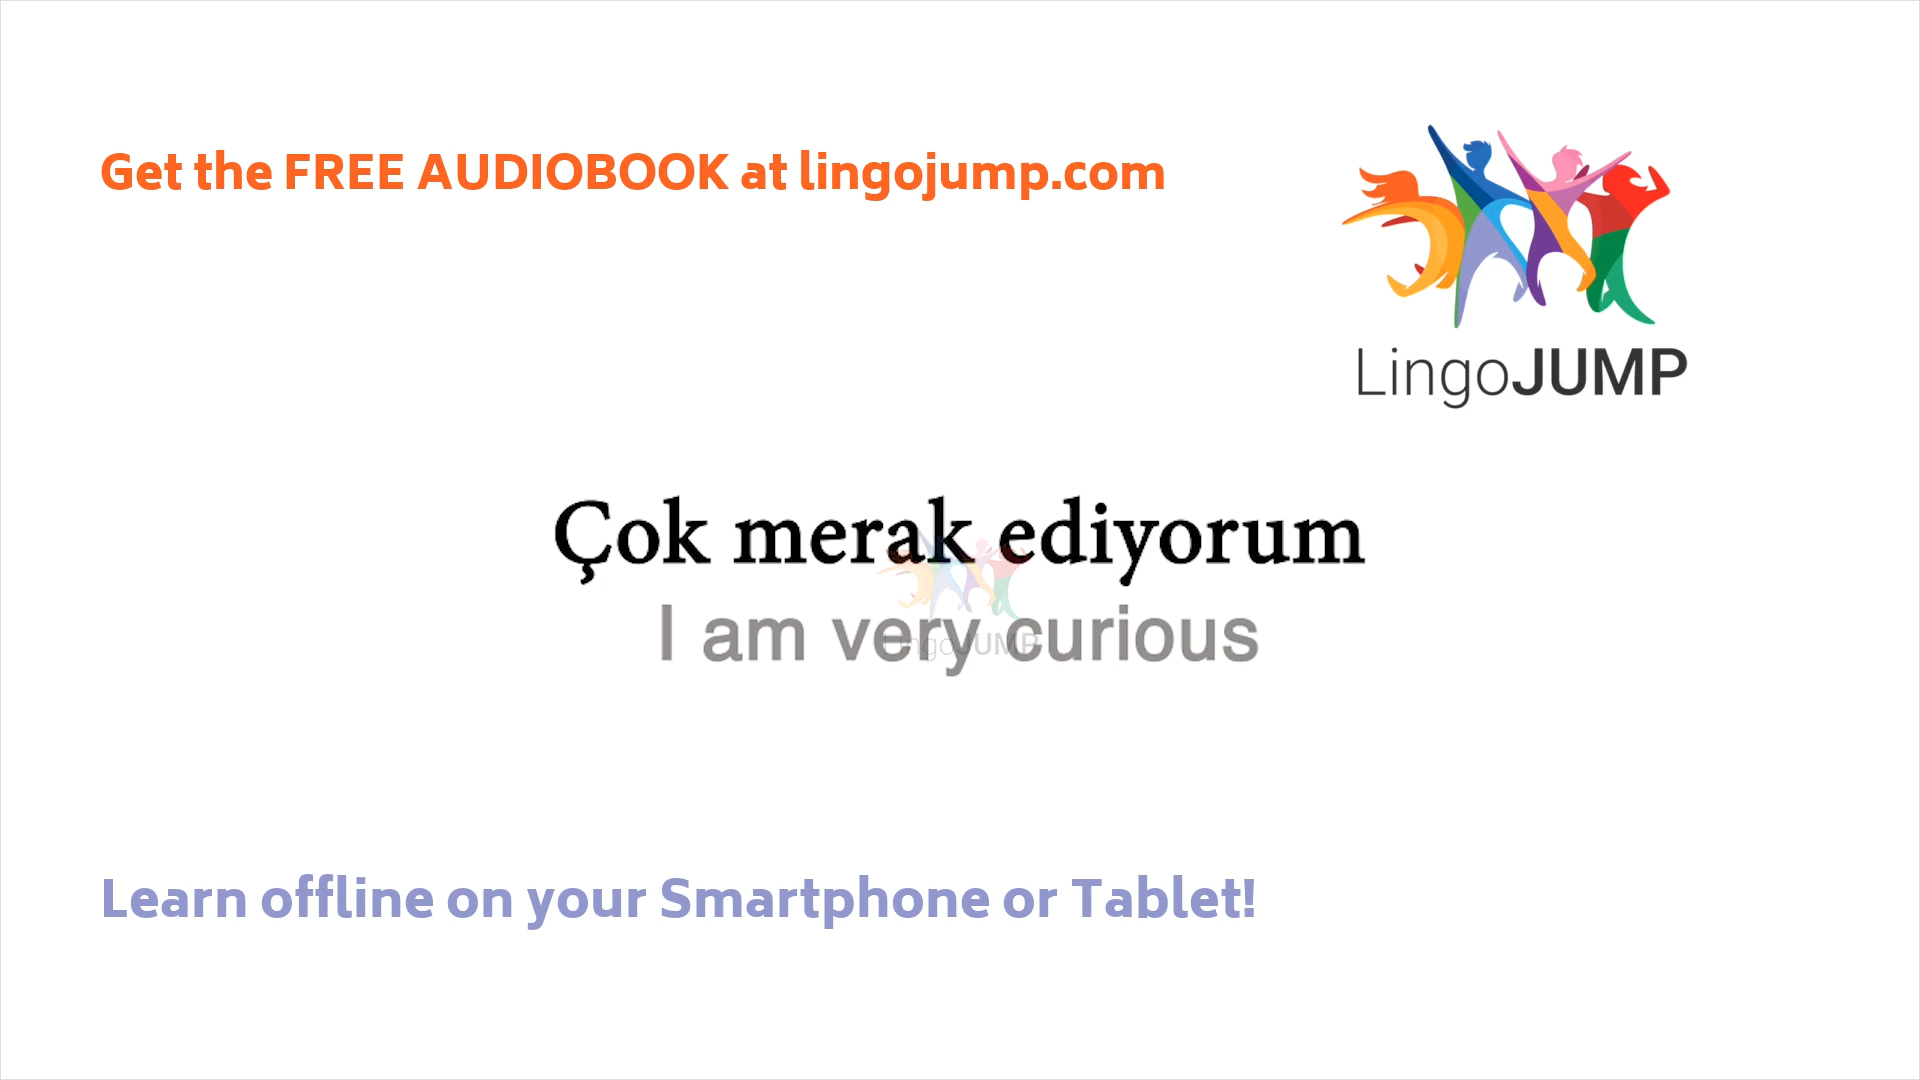 Get the FREE AUDIOBOOK at lingojump.com
LingoJUMP
Çok merak ediyorum
I am very curious
LingoJUMP
Learn offline on your Smartphone or Tablet!